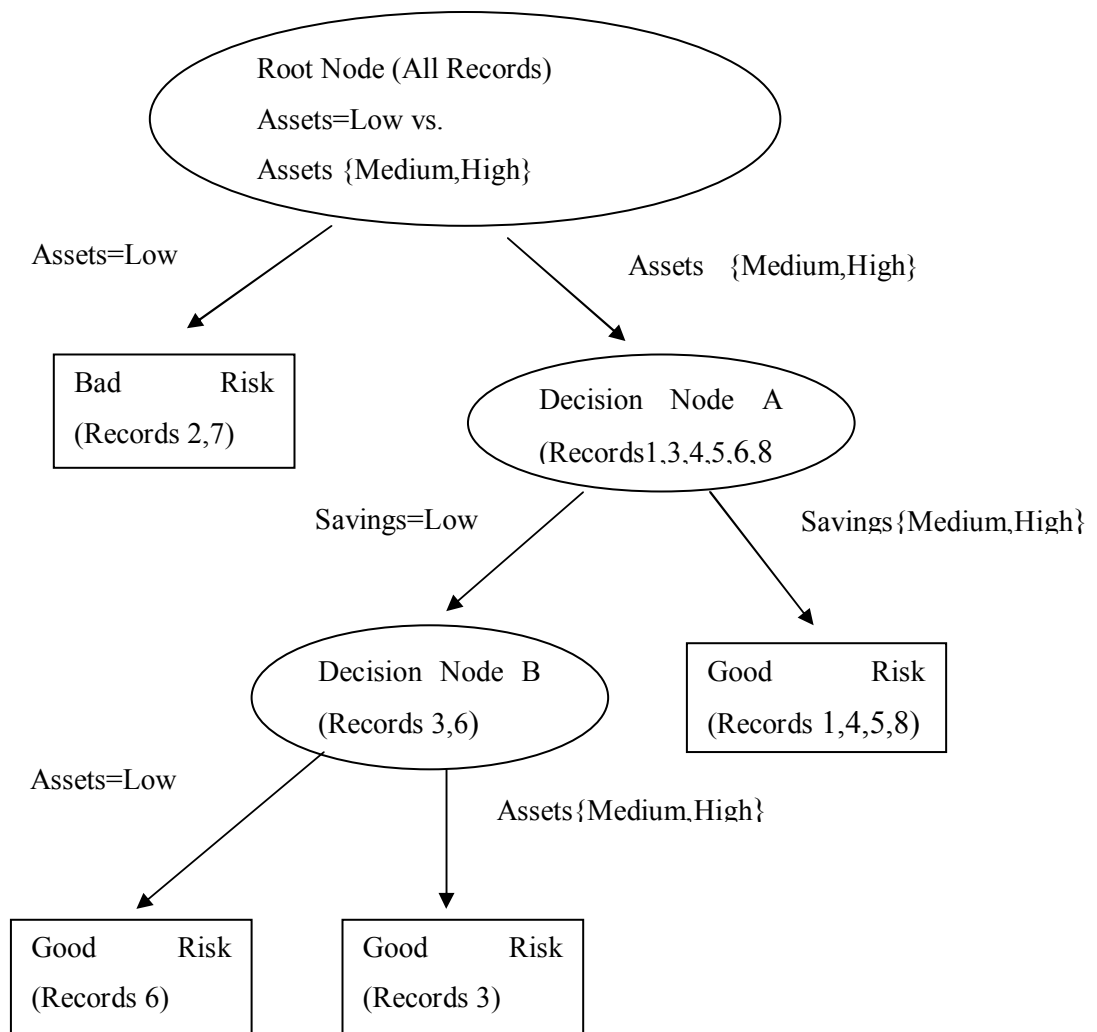 Root Node (All Records)
Assets=Low vs.
Assets {Medium,High}
Assets=Low
Assets {Medium,High}
Bad Risk
(Records 2,7)
Decision Node A
(Records1,3,4,5,6,8
Savings=Low
Savings{Medium,High}
Decision Node B
(Records 3,6)
Good Risk
(Records 1,4,5,8)
Assets=Low
Assets{Medium,High}
Good Risk
(Records 6)
Good Risk
(Records 3)